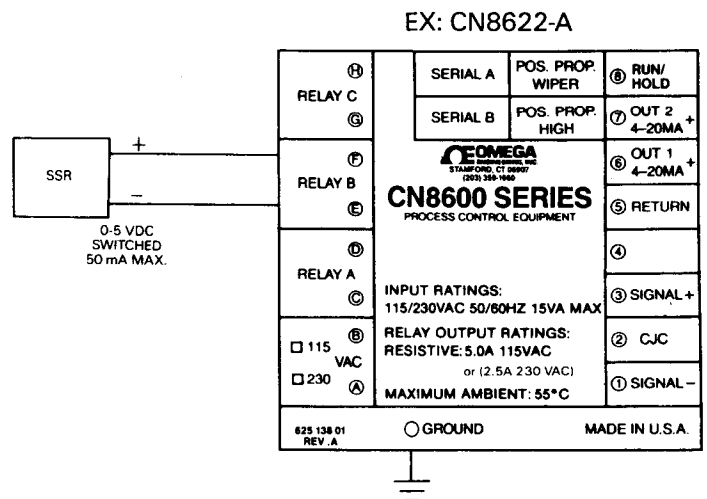 EX: CN8622-A
Ⓗ
RELAY C
Ⓖ
Ⓕ
RELAY B
Ⓔ
Ⓓ
RELAY A
Ⓒ
Ⓑ
115
VAC
230
Ⓐ
SSR
+
−
0-5 VDC
SWITCHED
50 mA MAX.
SERIAL A
POS. PROP.
WIPER
SERIAL B
POS. PROP.
HIGH
OMEGA
STAMFORD, CT 06907
(203) 359-1660
CN8600 SERIES
PROCESS CONTROL EQUIPMENT
INPUT RATINGS:
115/230VAC 50/60HZ 15VA MAX
RELAY OUTPUT RATINGS:
RESISTIVE: 5.0A 115VAC
or (2.5A 230 VAC)
MAXIMUM AMBIENT: 55°C
⑧ RUN/
HOLD
⑦ OUT 2
4–20MA +
⑥ OUT 1
4–20MA +
⑤ RETURN
④
③ SIGNAL +
② CJC
① SIGNAL –
625 138 01
REV .A
GROUND
MADE IN U.S.A.